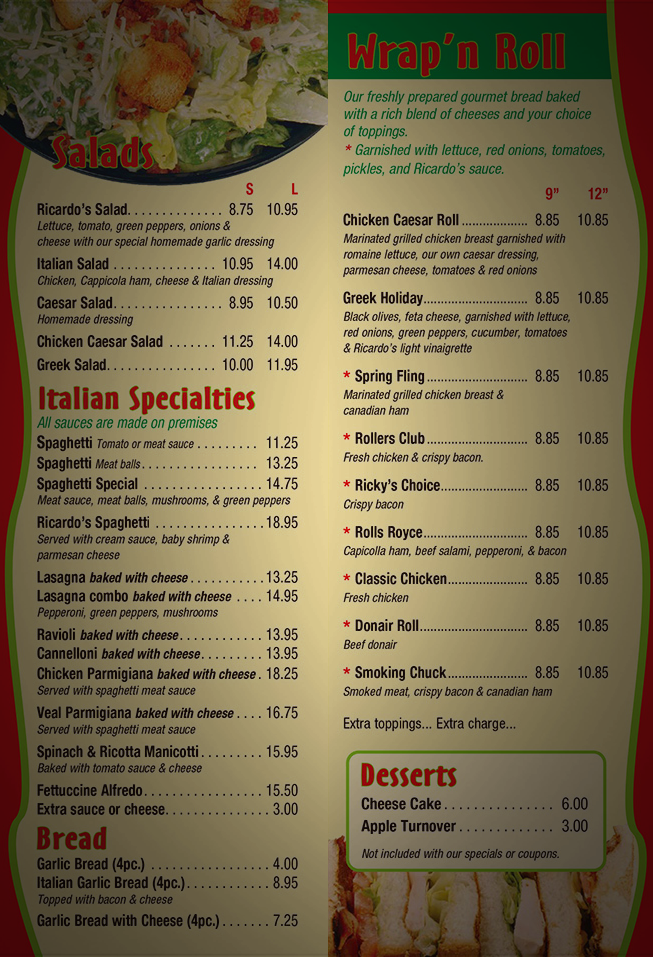 Salads
S L
Ricardo's Salad. . . . . . . . . . . . . . 8.75 10.95
Lettuce, tomato, green peppers, onions &
cheese with our special homemade garlic dressing
Italian Salad . . . . . . . . . . . . . . . 10.95 14.00
Chicken, Cappicola ham, cheese & Italian dressing
Caesar Salad. . . . . . . . . . . . . . . 8.95 10.50
Homemade dressing
Chicken Caesar Salad . . . . . . . 11.25 14.00
Greek Salad. . . . . . . . . . . . . . . 10.00 11.95
Italian Specialties
All sauces are made on premises
Spaghetti Tomato or meat sauce . . . . . . . . . 11.25
Spaghetti Meat balls. . . . . . . . . . . . . . . . 13.25
Spaghetti Special . . . . . . . . . . . . . . . . . 14.75
Meat sauce, meat balls, mushrooms, & green peppers
Ricardo's Spaghetti . . . . . . . . . . . . . . . . 18.95
Served with cream sauce, baby shrimp &
parmesan cheese
Lasagna baked with cheese . . . . . . . . . . . 13.25
Lasagna combo baked with cheese . . . . 14.95
Pepperoni, green peppers, mushrooms
Ravioli baked with cheese. . . . . . . . . . . . 13.95
Cannelloni baked with cheese. . . . . . . . . 13.95
Chicken Parmigiana baked with cheese . 18.25
Served with spaghetti meat sauce
Veal Parmigiana baked with cheese . . . . 16.75
Served with spaghetti meat sauce
Spinach & Ricotta Manicotti . . . . . . . . . 15.95
Baked with tomato sauce & cheese
Fettuccine Alfredo. . . . . . . . . . . . . . . . . 15.50
Extra sauce or cheese. . . . . . . . . . . . . . 3.00
Bread
Garlic Bread (4pc.) . . . . . . . . . . . . . . . . . 4.00
Italian Garlic Bread (4pc.). . . . . . . . . . . . 8.95
Topped with bacon & cheese
Garlic Bread with Cheese (4pc.) . . . . . . . 7.25
Wrap'n Roll
Our freshly prepared gourmet bread baked
with a rich blend of cheeses and your choice
of toppings.
* Garnished with lettuce, red onions, tomatoes,
pickles, and Ricardo's sauce.
9" 12"
Chicken Caesar Roll ................... 8.85 10.85
Marinated grilled chicken breast garnished with
romaine lettuce, our own caesar dressing,
parmesan cheese, tomatoes & red onions
Greek Holiday.............................. 8.85 10.85
Black olives, feta cheese, garnished with lettuce,
red onions, green peppers, cucumber, tomatoes
& Ricardo's light vinaigrette
* Spring Fling ............................. 8.85 10.85
Marinated grilled chicken breast &
canadian ham
* Rollers Club ............................. 8.85 10.85
Fresh chicken & crispy bacon.
* Ricky's Choice......................... 8.85 10.85
Crispy bacon
* Rolls Royce.............................. 8.85 10.85
Capicolla ham, beef salami, pepperoni, & bacon
* Classic Chicken....................... 8.85 10.85
Fresh chicken
* Donair Roll............................... 8.85 10.85
Beef donair
* Smoking Chuck....................... 8.85 10.85
Smoked meat, crispy bacon & canadian ham
Extra toppings... Extra charge...
Desserts
Cheese Cake . . . . . . . . . . . . . . . 6.00
Apple Turnover . . . . . . . . . . . . . 3.00
Not included with our specials or coupons.